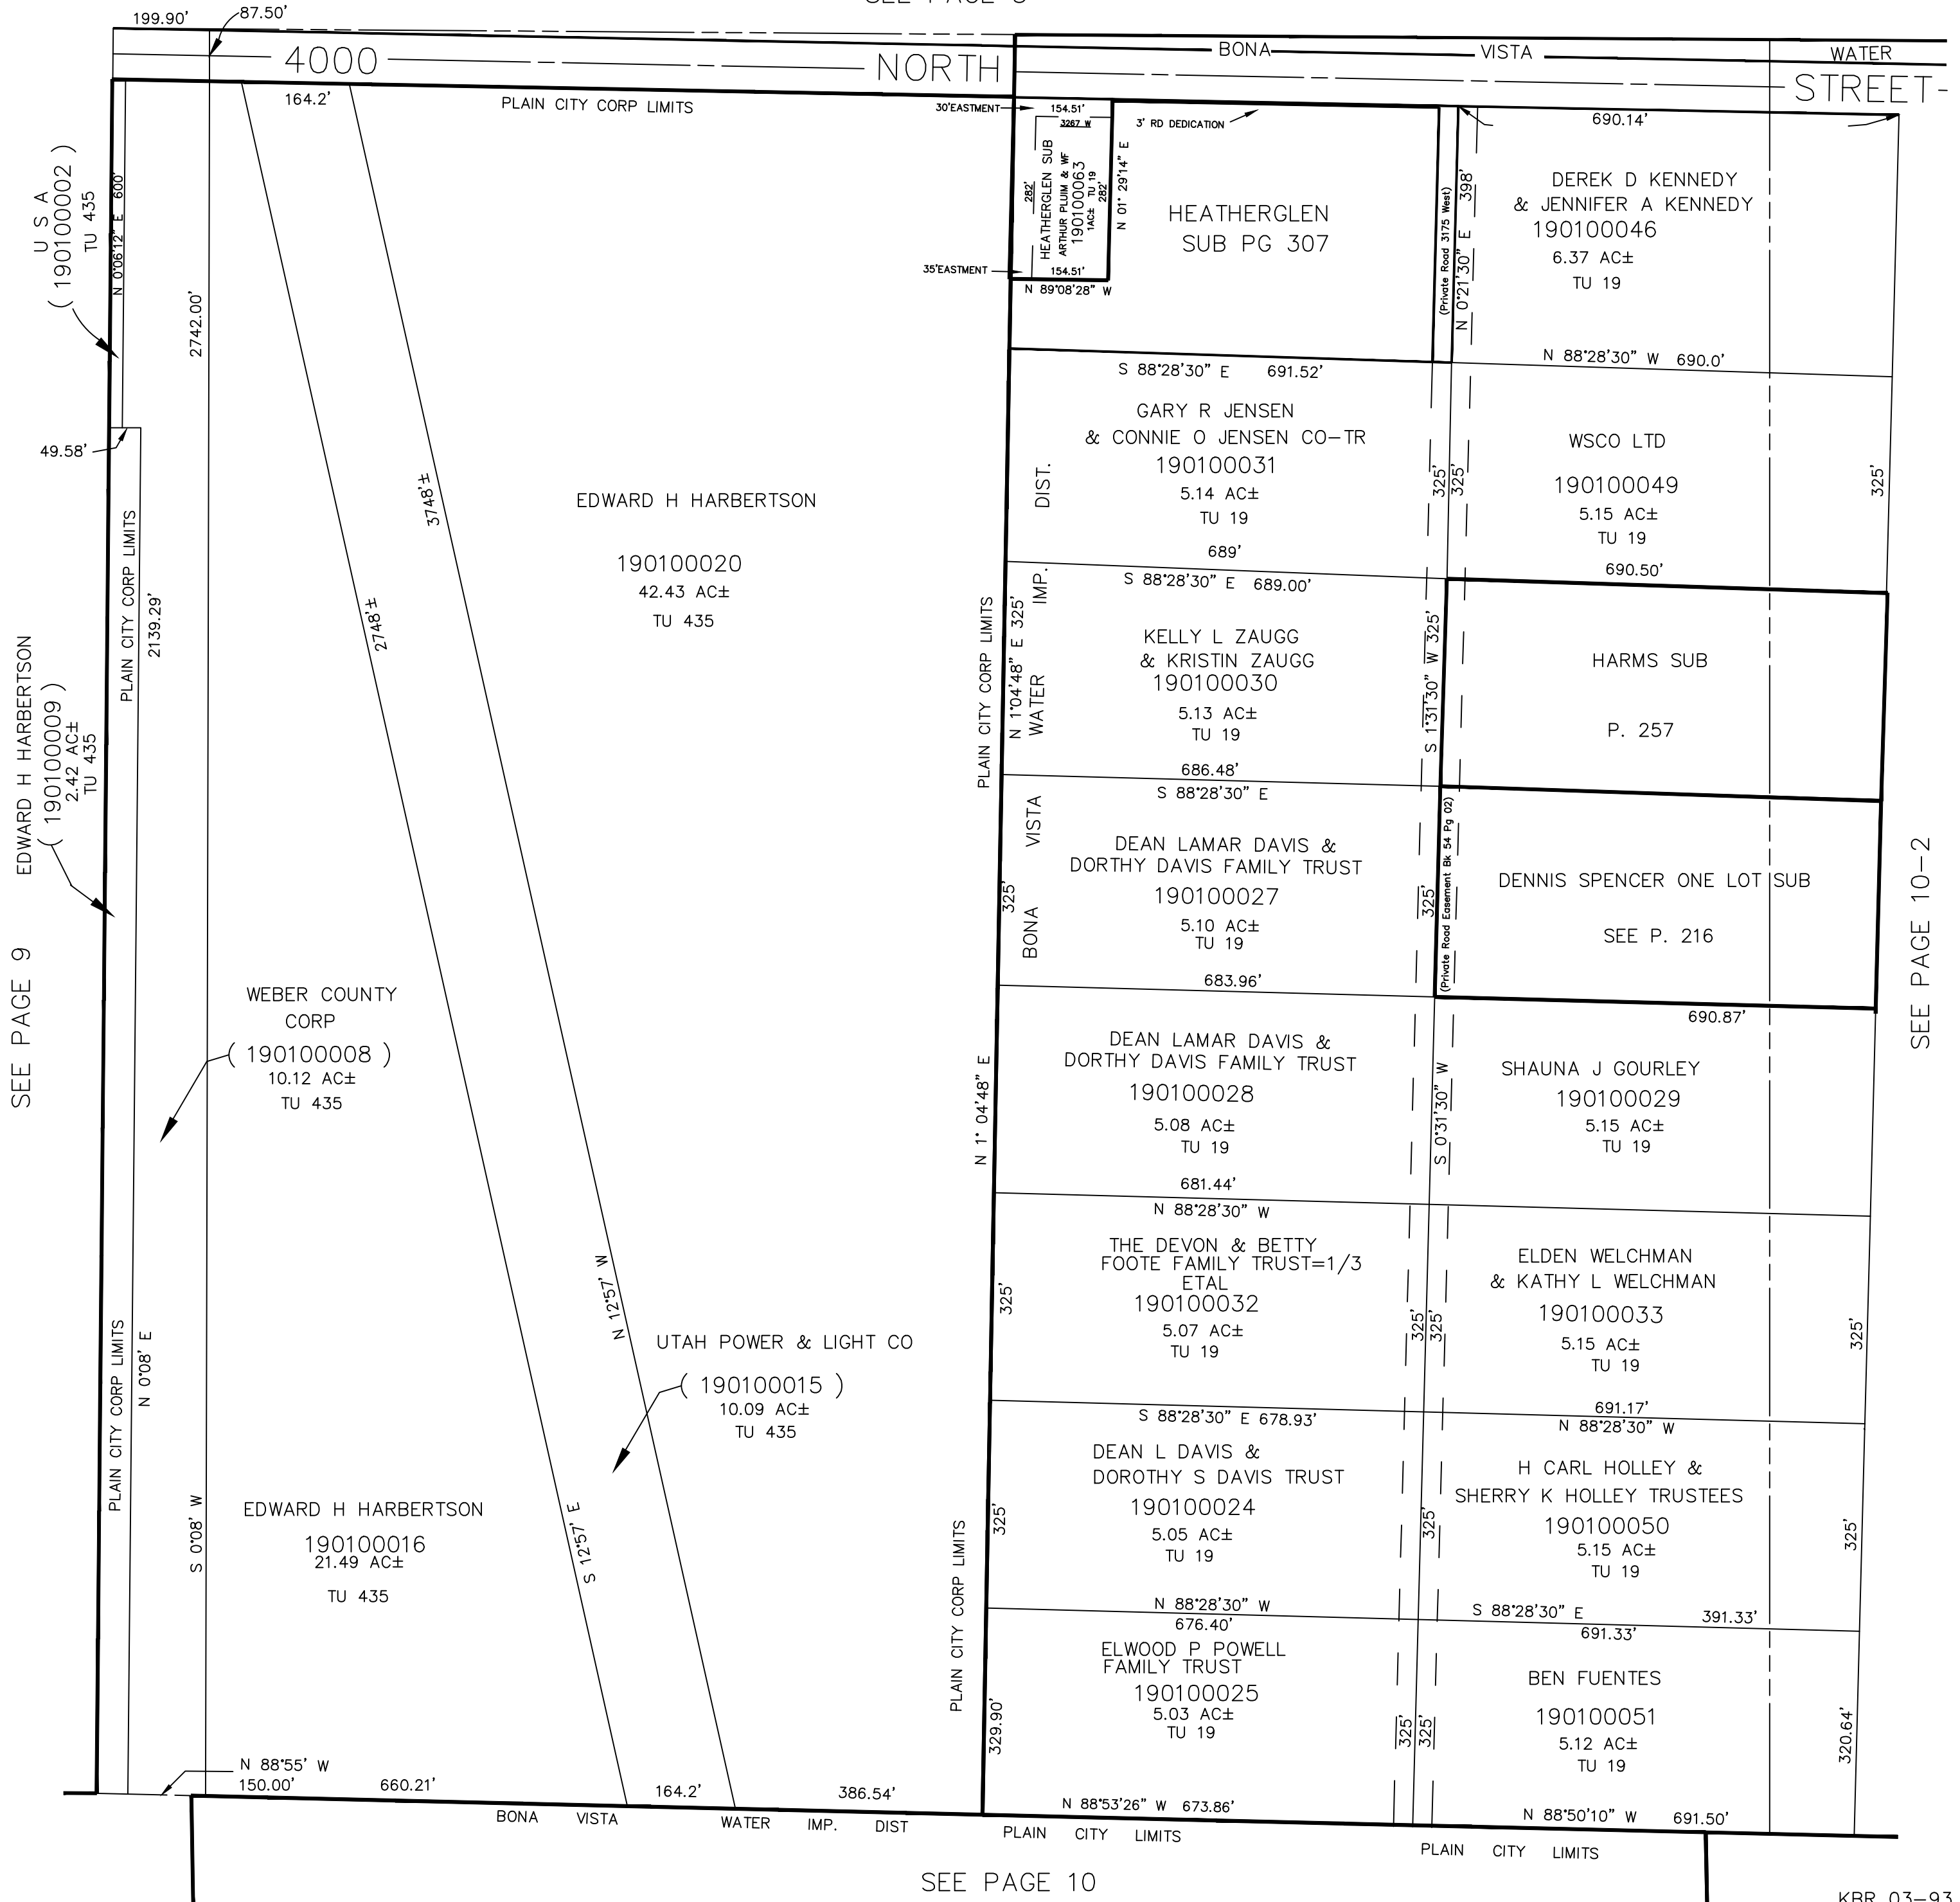 199.90'
87.50'
4000 NORTH
BONA VISTA WATER
STREET-
164.2'
PLAIN CITY CORP LIMITS
30'EASTMENT
154.51'
3267 W
HEATHERGLEN SUB
ARTHUR PLUIM & WF
190100063
1AC± TU 19
282'
282'
N 01° 29'14" E
35'EASTMENT
154.51'
N 89°08'28" W
3' RD DEDICATION
HEATHERGLEN
SUB PG 307
(Private Road 3175 West)
N 0°21'30" E 398'
690.14'
DEREK D KENNEDY
& JENNIFER A KENNEDY
190100046
6.37 AC±
TU 19
N 88°28'30" W 690.0'
U S A
( 190100002 )
TU 435
N 0°06'12" E 600'
2742.00'
49.58'
PLAIN CITY CORP LIMITS
2139.29'
3748'±
2748'±
EDWARD H HARBERTSON
190100020
42.43 AC±
TU 435
S 88°28'30" E 691.52'
GARY R JENSEN
& CONNIE O JENSEN CO-TR
190100031
5.14 AC±
TU 19
689'
DIST.
325'
325'
WSCO LTD
190100049
5.15 AC±
TU 19
690.50'
325'
PLAIN CITY CORP LIMITS
N 1°04'48" E 325'
IMP.
WATER
S 88°28'30" E 689.00'
KELLY L ZAUGG
& KRISTIN ZAUGG
190100030
5.13 AC±
TU 19
686.48'
S 1°31'30" W 325'
HARMS SUB
P. 257
EDWARD H HARBERTSON
( 190100009 )
2.42 AC±
TU 435
S 88°28'30" E
VISTA
BONA
325'
DEAN LAMAR DAVIS &
DORTHY DAVIS FAMILY TRUST
190100027
5.10 AC±
TU 19
683.96'
325'
(Private Road Easement Bk 54 Pg 02)
DENNIS SPENCER ONE LOT SUB
SEE P. 216
SEE PAGE 10-2
SEE PAGE 9
WEBER COUNTY
CORP
( 190100008 )
10.12 AC±
TU 435
N 1° 04'48" E
DEAN LAMAR DAVIS &
DORTHY DAVIS FAMILY TRUST
190100028
5.08 AC±
TU 19
681.44'
S 0°31'30" W
690.87'
SHAUNA J GOURLEY
190100029
5.15 AC±
TU 19
N 88°28'30" W
THE DEVON & BETTY
FOOTE FAMILY TRUST=1/3
ETAL
190100032
5.07 AC±
TU 19
325'
325'
325'
ELDEN WELCHMAN
& KATHY L WELCHMAN
190100033
5.15 AC±
TU 19
325'
691.17'
PLAIN CITY CORP LIMITS
N 0°08' E
N 12°57' W
UTAH POWER & LIGHT CO
( 190100015 )
10.09 AC±
TU 435
S 88°28'30" E 678.93'
N 88°28'30" W
DEAN L DAVIS &
DOROTHY S DAVIS TRUST
190100024
5.05 AC±
TU 19
325'
325'
H CARL HOLLEY &
SHERRY K HOLLEY TRUSTEES
190100050
5.15 AC±
TU 19
325'
S 0°08' W
EDWARD H HARBERTSON
190100016
21.49 AC±
TU 435
S 12°57' E
PLAIN CITY CORP LIMITS
N 88°28'30" W
676.40'
S 88°28'30" E 391.33'
691.33'
ELWOOD P POWELL
FAMILY TRUST
190100025
5.03 AC±
TU 19
329.90'
325'
325'
BEN FUENTES
190100051
5.12 AC±
TU 19
320.64'
N 88°55' W
150.00'
660.21'
164.2'
386.54'
N 88°53'26" W 673.86'
N 88°50'10" W 691.50'
BONA VISTA WATER IMP. DIST
PLAIN CITY LIMITS
PLAIN CITY LIMITS
SEE PAGE 10